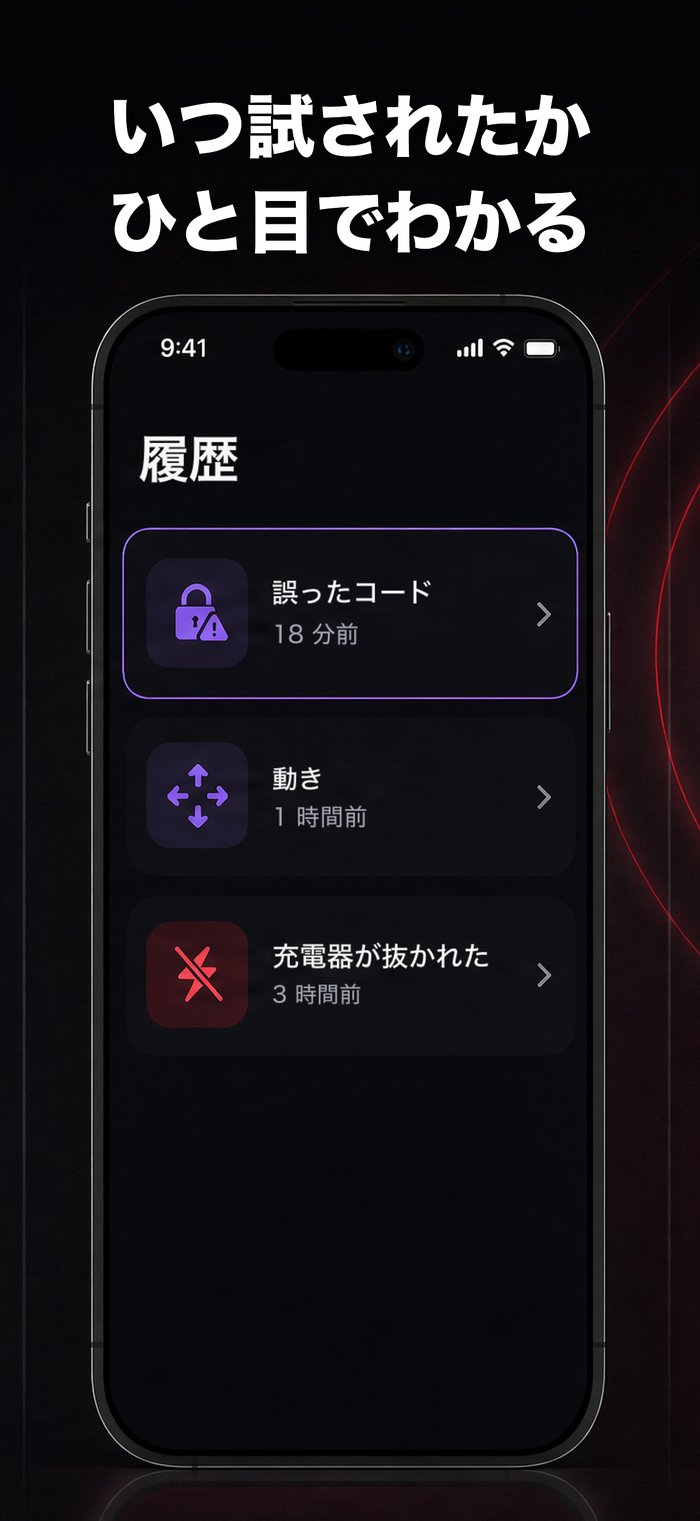 いつ試されたか
ひと目でわかる
9:41
履歴
誤ったコード
18 分前
動き
1 時間前
充電器が抜かれた
3 時間前